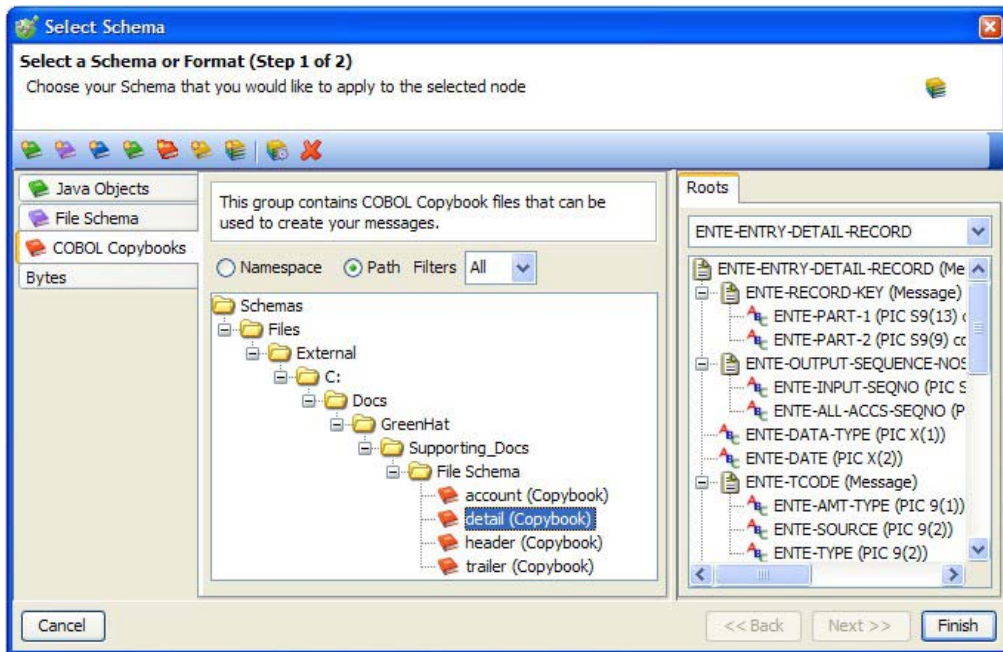 Select Schema
Select a Schema or Format (Step 1 of 2)
Choose your Schema that you would like to apply to the selected node
Java Objects
File Schema
COBOL Copybooks
Bytes
This group contains COBOL Copybook files that can be
used to create your messages.
Namespace Path Filters All
Schemas
Files
External
C:
Docs
GreenHat
Supporting_Docs
File Schema
account (Copybook)
detail (Copybook)
header (Copybook)
trailer (Copybook)
Roots
ENTE-ENTRY-DETAIL-RECORD
ENTE-ENTRY-DETAIL-RECORD (Me
ENTE-RECORD-KEY (Message)
ENTE-PART-1 (PIC S9(13) c
ENTE-PART-2 (PIC S9(9) co
ENTE-OUTPUT-SEQUENCE-NOS
ENTE-INPUT-SEQNO (PIC S
ENTE-ALL-ACCS-SEQNO (P
ENTE-DATA-TYPE (PIC X(1))
ENTE-DATE (PIC X(2))
ENTE-TCODE (Message)
ENTE-AMT-TYPE (PIC 9(1))
ENTE-SOURCE (PIC 9(2))
ENTE-TYPE (PIC 9(2))
Cancel
<< Back
Next >>
Finish